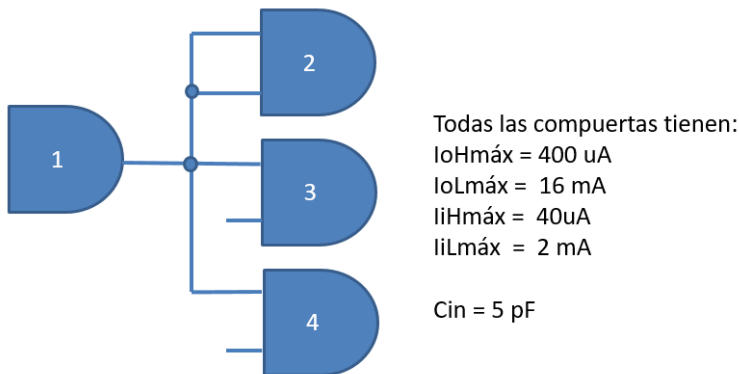 2
1
3
4
Todas las compuertas tienen:
IoHmáx = 400 uA
IoLmáx = 16 mA
IiHmáx = 40uA
IiLmáx = 2 mA
Cin = 5 pF